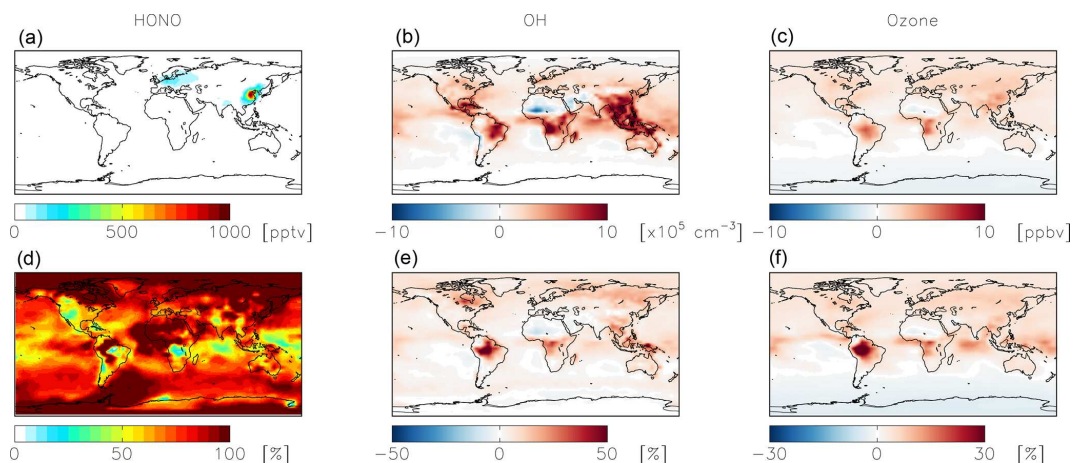 HONO OH Ozone
(a) (b) (c)
0 500 1000 [pptv] −10 0 10 [x10⁵ cm⁻³] −10 0 10 [ppbv]
(d) (e) (f)
0 50 100 [%] −50 0 50 [%] −30 0 30 [%]